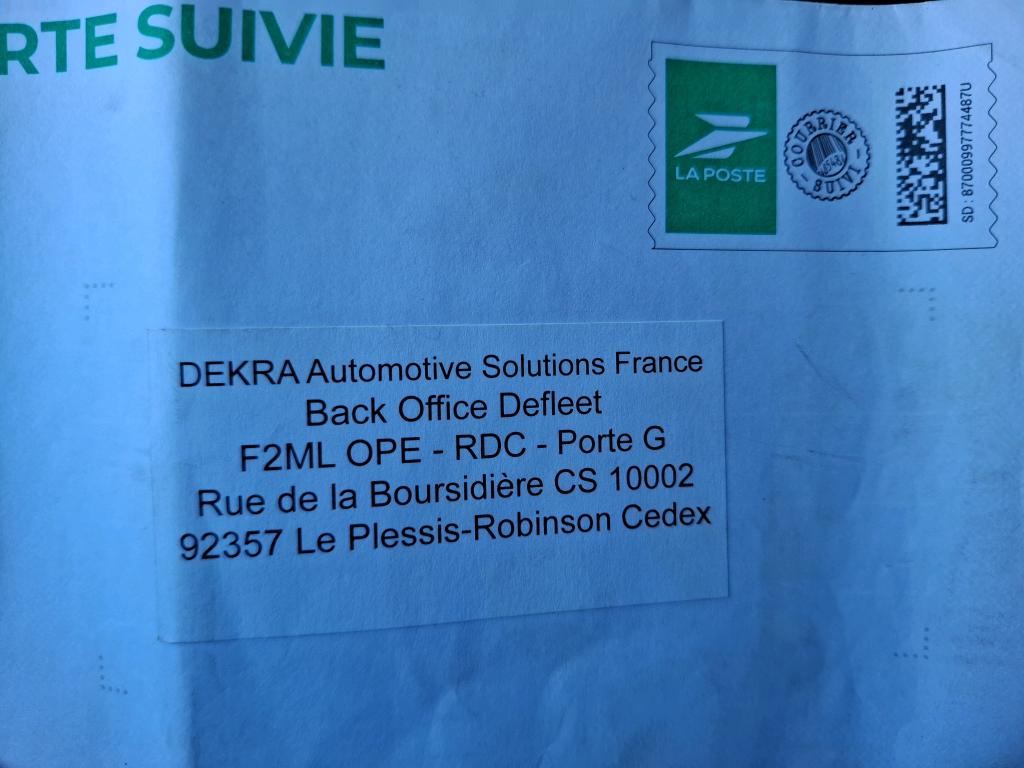 RTE SUIVIE
LA POSTE
COURRIER
SUIVI
SD : 87000997774487U
DEKRA Automotive Solutions France
Back Office Defleet
F2ML OPE - RDC - Porte G
Rue de la Boursidière CS 10002
92357 Le Plessis-Robinson Cedex